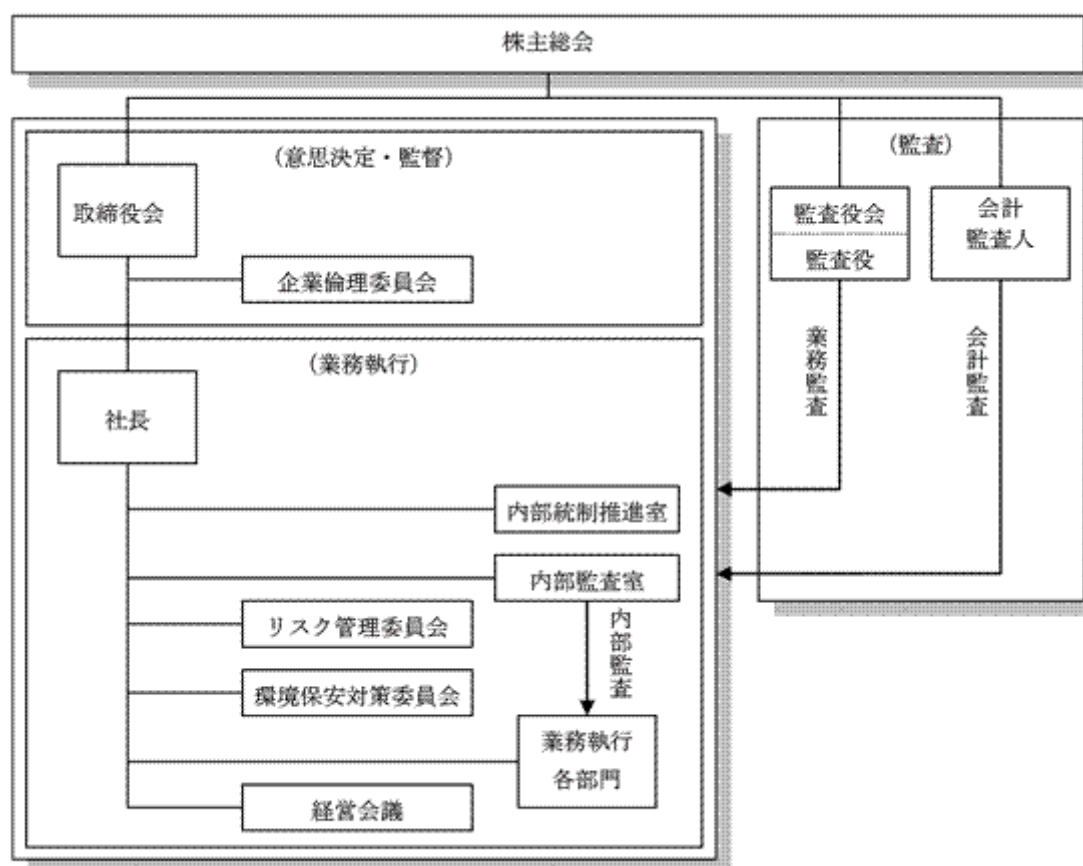 株主総会
(意思決定・監督)
取締役会
企業倫理委員会
(監査)
監査役会
監査役
会計
監査人
業務監査
会計監査
(業務執行)
社長
内部統制推進室
内部監査室
内部監査
リスク管理委員会
環境保安対策委員会
業務執行
各部門
経営会議